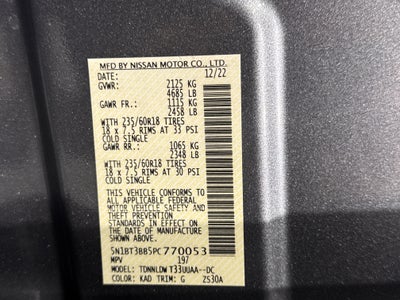 MFD BY NISSAN MOTOR CO., LTD.
DATE: 12/22
GVWR: 2125 KG
4685 LB
GAWR FR.: 1115 KG
2458 LB
WITH 235/60R18 TIRES
18 x 7.5 RIMS AT 33 PSI
COLD SINGLE
GAWR RR.: 1065 KG
2348 LB
WITH 235/60R18 TIRES
18 x 7.5 RIMS AT 30 PSI
COLD SINGLE
THIS VEHICLE CONFORMS TO
ALL APPLICABLE FEDERAL
MOTOR VEHICLE SAFETY AND
THEFT PREVENTION STANDARDS
IN EFFECT ON THE DATE OF
MANUFACTURE SHOWN ABOVE.
5N1BT3BB5PC770053
MPV 197
MODEL: TDNNLDW T33UUAA--DC
COLOR: KAD TRIM: G ZS30A